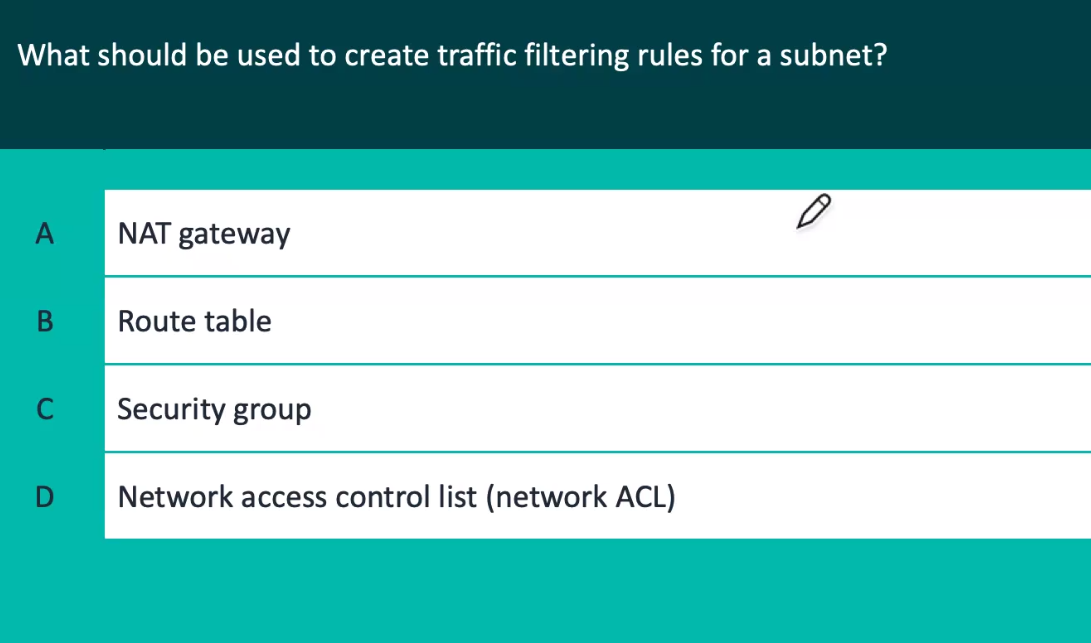 What should be used to create traffic filtering rules for a subnet?
A NAT gateway
B Route table
C Security group
D Network access control list (network ACL)